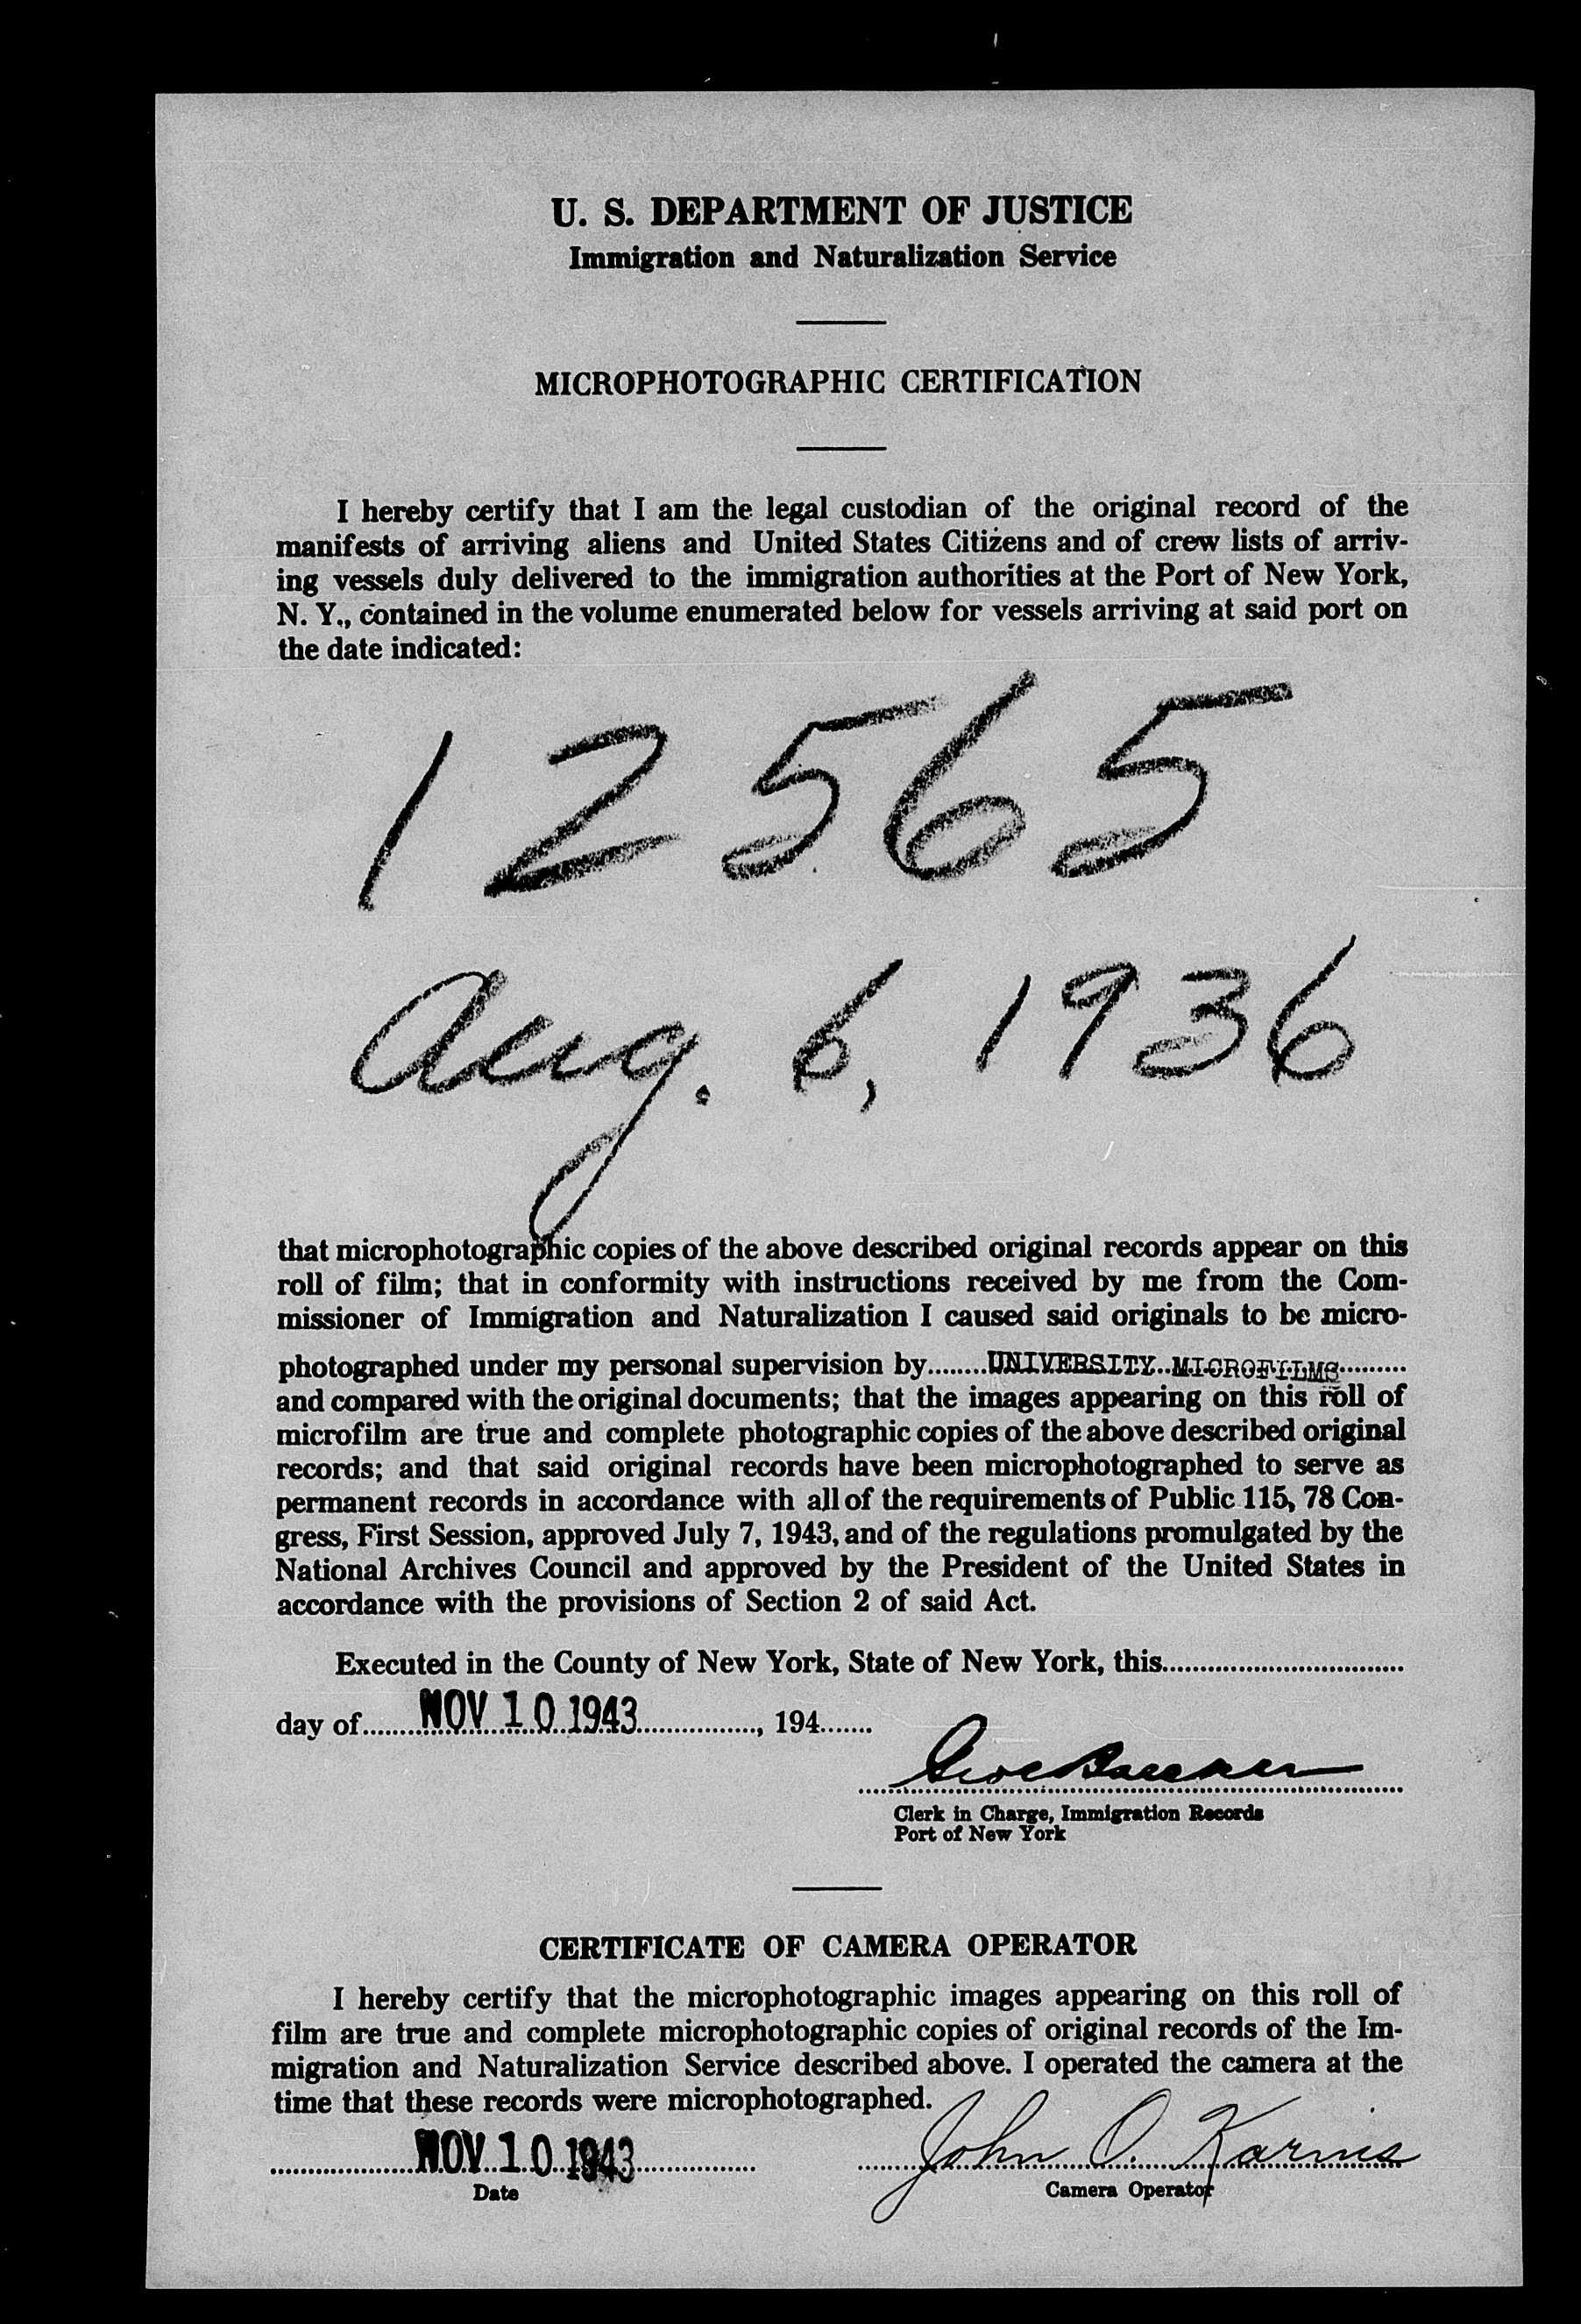 U. S. DEPARTMENT OF JUSTICE
Immigration and Naturalization Service
MICROPHOTOGRAPHIC CERTIFICATION
I hereby certify that I am the legal custodian of the original record of the
manifests of arriving aliens and United States Citizens and of crew lists of arriv-
ing vessels duly delivered to the immigration authorities at the Port of New York,
N. Y., contained in the volume enumerated below for vessels arriving at said port on
the date indicated:
12565
Aug. 6, 1936
that microphotographic copies of the above described original records appear on this
roll of film; that in conformity with instructions received by me from the Com-
missioner of Immigration and Naturalization I caused said originals to be micro-
photographed under my personal supervision by........UNIVERSITY MICROFILMS..........
and compared with the original documents; that the images appearing on this roll of
microfilm are true and complete photographic copies of the above described original
records; and that said original records have been microphotographed to serve as
permanent records in accordance with all of the requirements of Public 115, 78 Con-
gress, First Session, approved July 7, 1943, and of the regulations promulgated by the
National Archives Council and approved by the President of the United States in
accordance with the provisions of Section 2 of said Act.
Executed in the County of New York, State of New York, this................................
day of........NOV 10 1943................, 194.......
Clerk in Charge, Immigration Records
Port of New York
CERTIFICATE OF CAMERA OPERATOR
I hereby certify that the microphotographic images appearing on this roll of
film are true and complete microphotographic copies of original records of the Im-
migration and Naturalization Service described above. I operated the camera at the
time that these records were microphotographed.
NOV 10 1943 John O. Karnis
Date Camera Operator